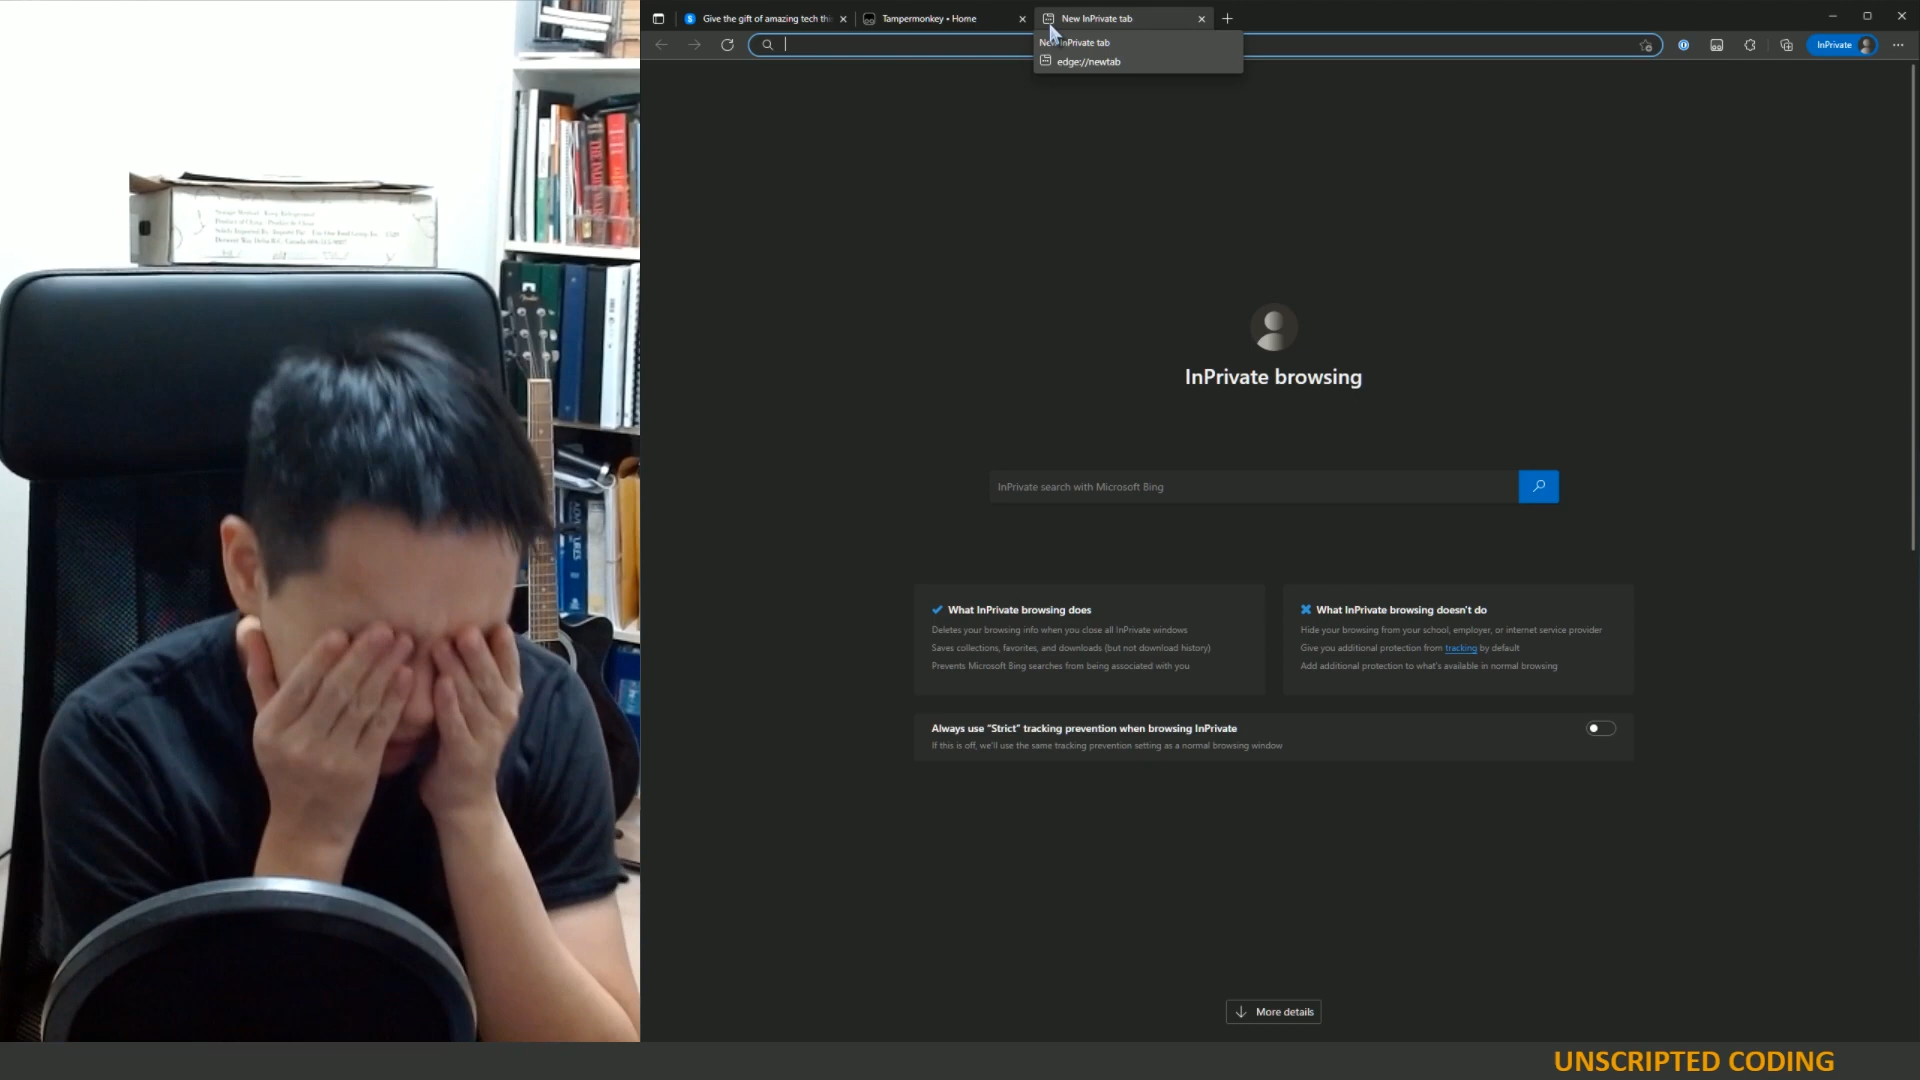 Give the gift of amazing tech thi
Tampermonkey • Home
New InPrivate tab
InPrivate
New InPrivate tab
edge://newtab
InPrivate browsing
InPrivate search with Microsoft Bing
What InPrivate browsing does
Deletes your browsing info when you close all InPrivate windows
Saves collections, favorites, and downloads (but not download history)
Prevents Microsoft Bing searches from being associated with you
What InPrivate browsing doesn't do
Hide your browsing from your school, employer, or internet service provider
Give you additional protection from tracking by default
Add additional protection to what's available in normal browsing
Always use "Strict" tracking prevention when browsing InPrivate
If this is off, we'll use the same tracking prevention setting as a normal browsing window
More details
UNSCRIPTED CODING